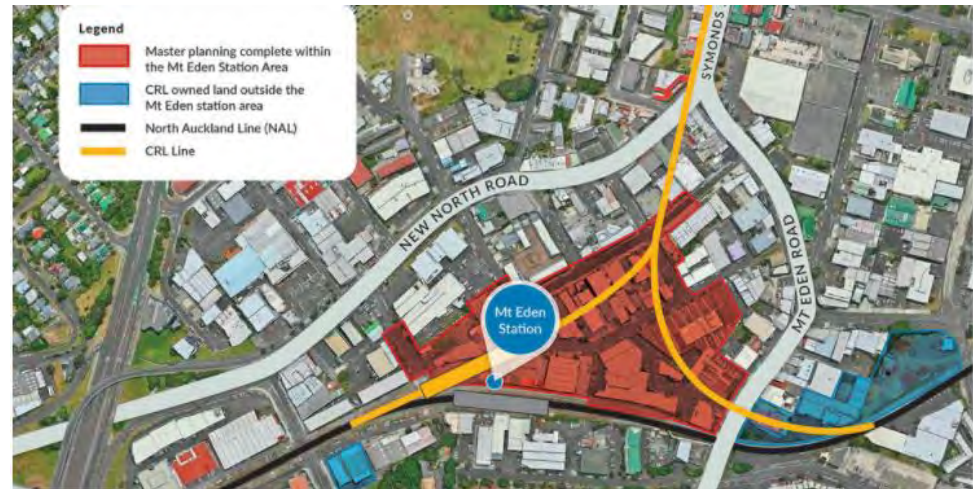 Legend
Master planning complete within
the Mt Eden Station Area
CRL owned land outside the
Mt Eden station area
North Auckland Line (NAL)
CRL Line
SYMONDS
NEW NORTH ROAD
MT EDEN ROAD
Mt Eden
Station